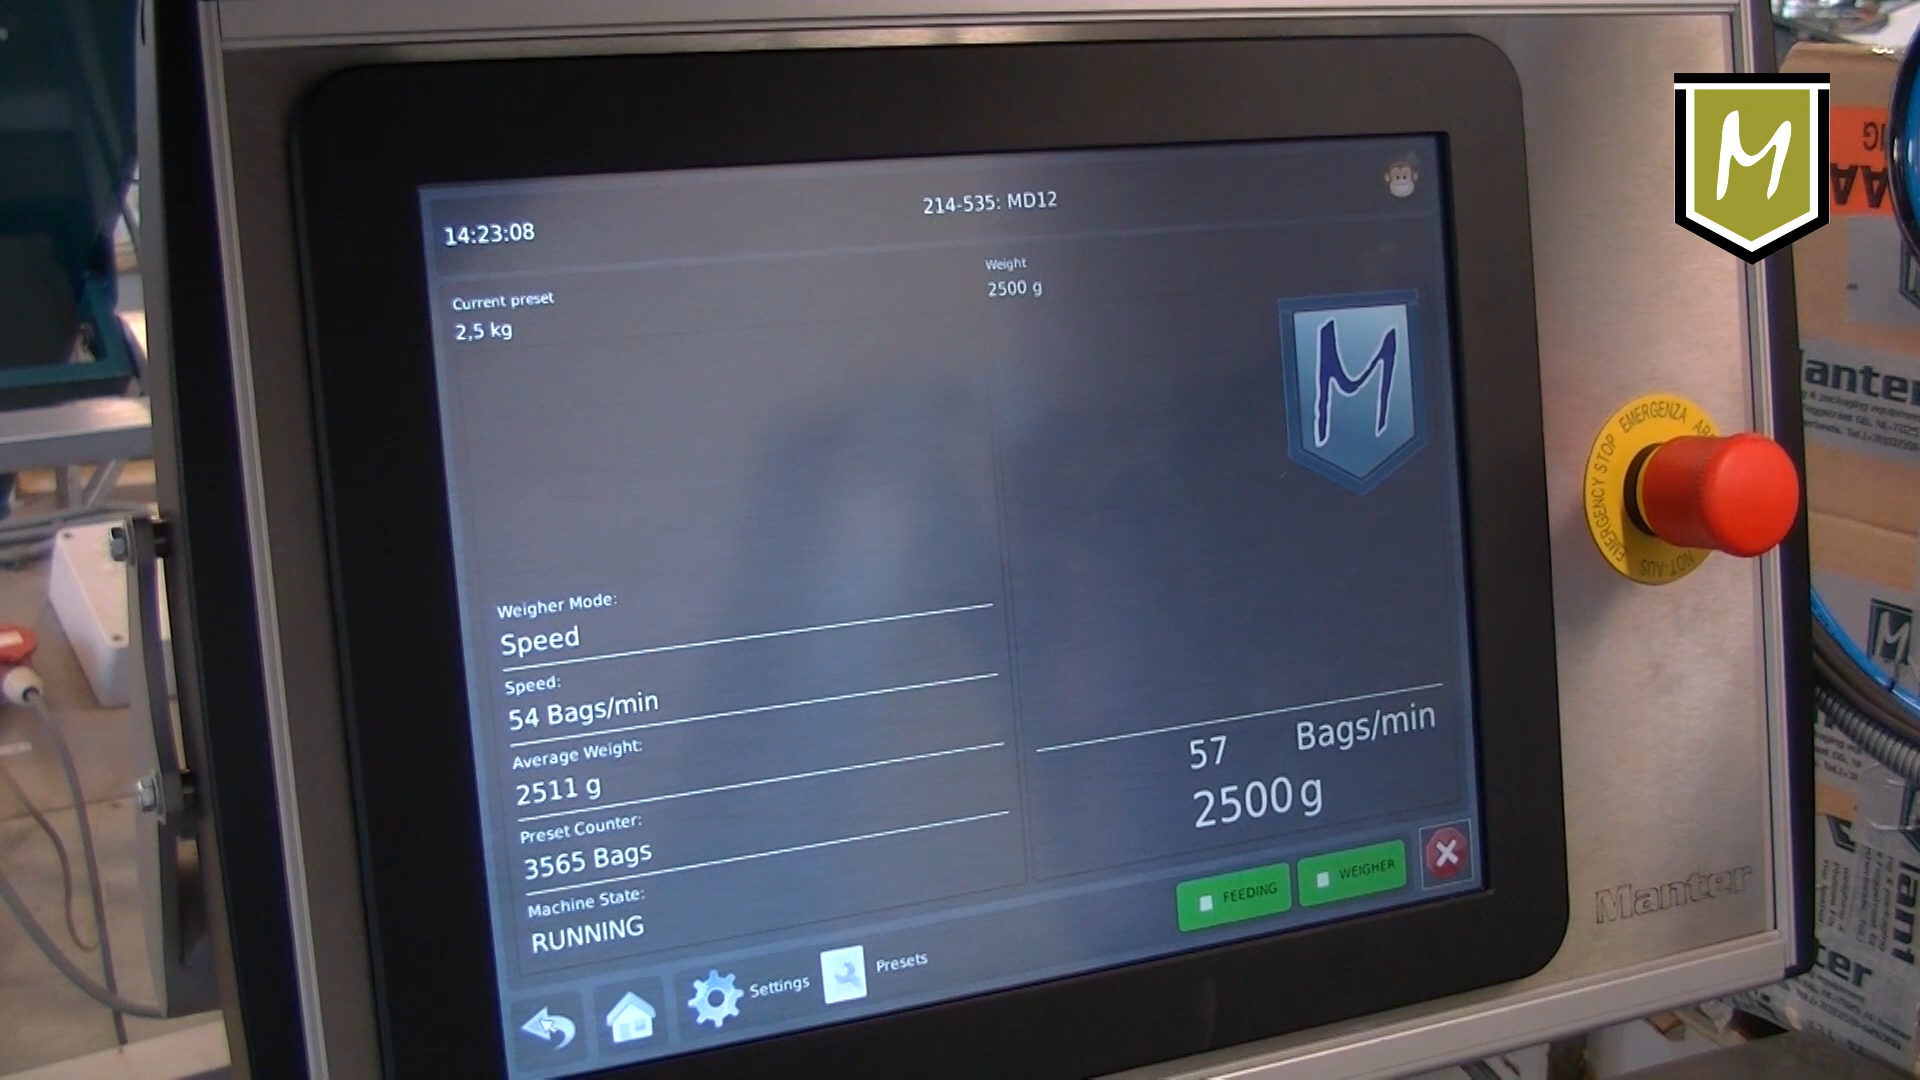 14:23:08
214-535: MD12
Current preset
2,5 kg
Weight
2500 g
M
Weigher Mode:
Speed
Speed:
54 Bags/min
Average Weight:
2511 g
Preset Counter:
3565 Bags
Machine State:
RUNNING
57 Bags/min
2500 g
FEEDING
WEIGHER
Settings
Presets
EMERGENCY STOP EMERGENZA
NOT-AUS
Manter
M
anter